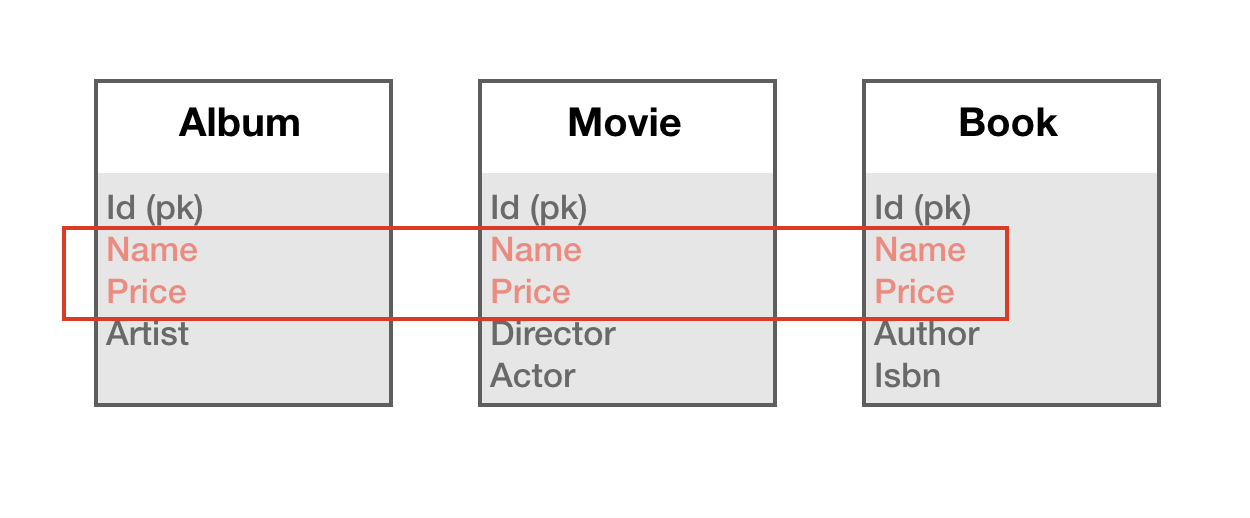 Album
Id (pk)
Name
Price
Artist
Movie
Id (pk)
Name
Price
Director
Actor
Book
Id (pk)
Name
Price
Author
Isbn